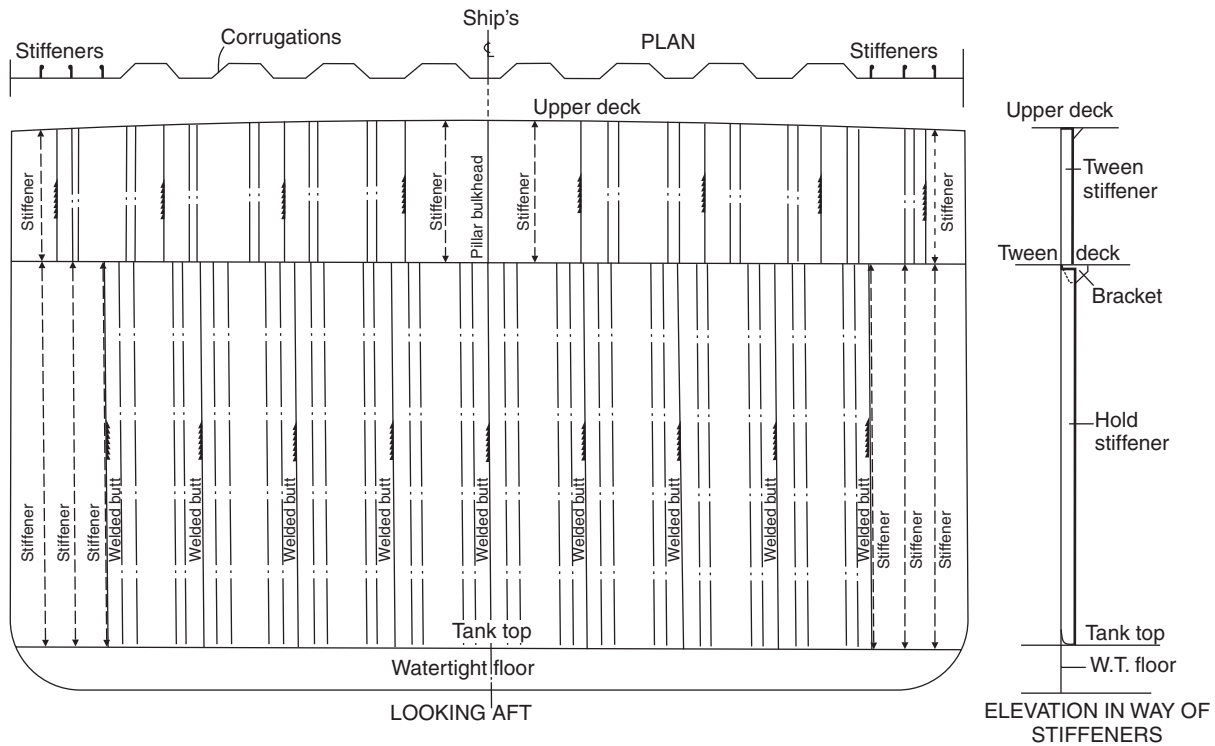 Ship's
Corrugations
PLAN
Stiffeners
Stiffeners
℄
Upper deck
Upper deck
Stiffener
Stiffener
Pillar bulkhead
Stiffener
Stiffener
Tween
stiffener
Tween deck
Bracket
Hold
stiffener
Stiffener
Stiffener
Stiffener
Welded butt
Welded butt
Welded butt
Welded butt
Welded butt
Welded butt
Welded butt
Welded butt
Welded butt
Stiffener
Stiffener
Stiffener
Tank top
Tank top
Watertight floor
W.T. floor
LOOKING AFT
ELEVATION IN WAY OF
STIFFENERS